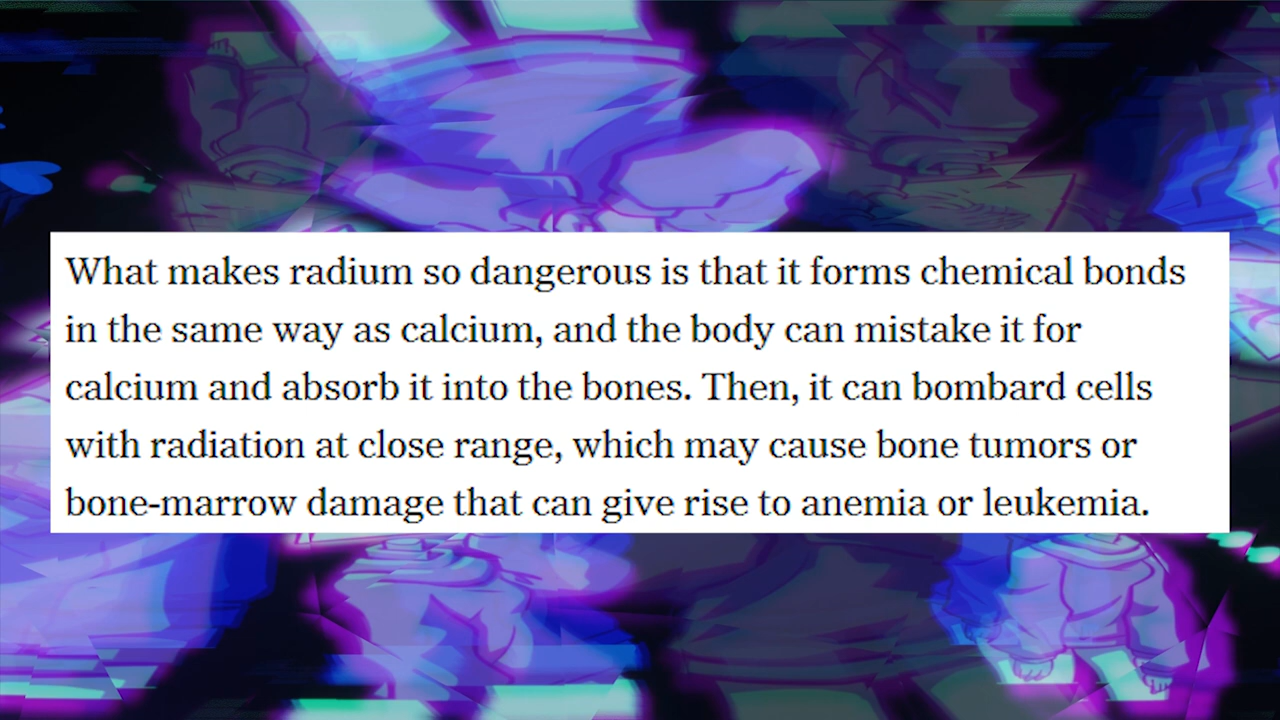 What makes radium so dangerous is that it forms chemical bonds
in the same way as calcium, and the body can mistake it for
calcium and absorb it into the bones. Then, it can bombard cells
with radiation at close range, which may cause bone tumors or
bone-marrow damage that can give rise to anemia or leukemia.